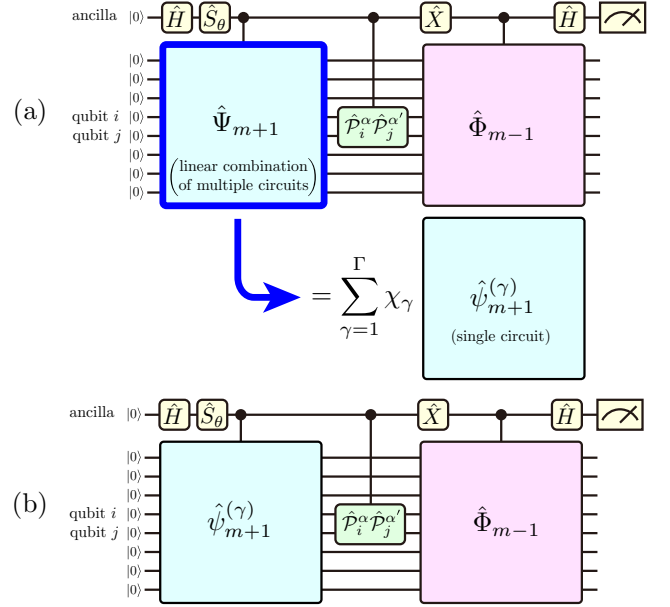 ancilla |0⟩ Ĥ Ŝ_θ X̂ Ĥ
|0⟩
|0⟩
|0⟩
(a) qubit i |0⟩ Ψ̂_{m+1} P̂_i^α P̂_j^{α'} Φ̂_{m−1}
qubit j |0⟩
|0⟩ (linear combination
|0⟩ of multiple circuits)
|0⟩
= ∑_{γ=1}^{Γ} χ_γ ψ̂_{m+1}^{(γ)}
(single circuit)
ancilla |0⟩ Ĥ Ŝ_θ X̂ Ĥ
|0⟩
|0⟩
|0⟩
(b) qubit i |0⟩ ψ̂_{m+1}^{(γ)} P̂_i^α P̂_j^{α'} Φ̂_{m−1}
qubit j |0⟩
|0⟩
|0⟩
|0⟩